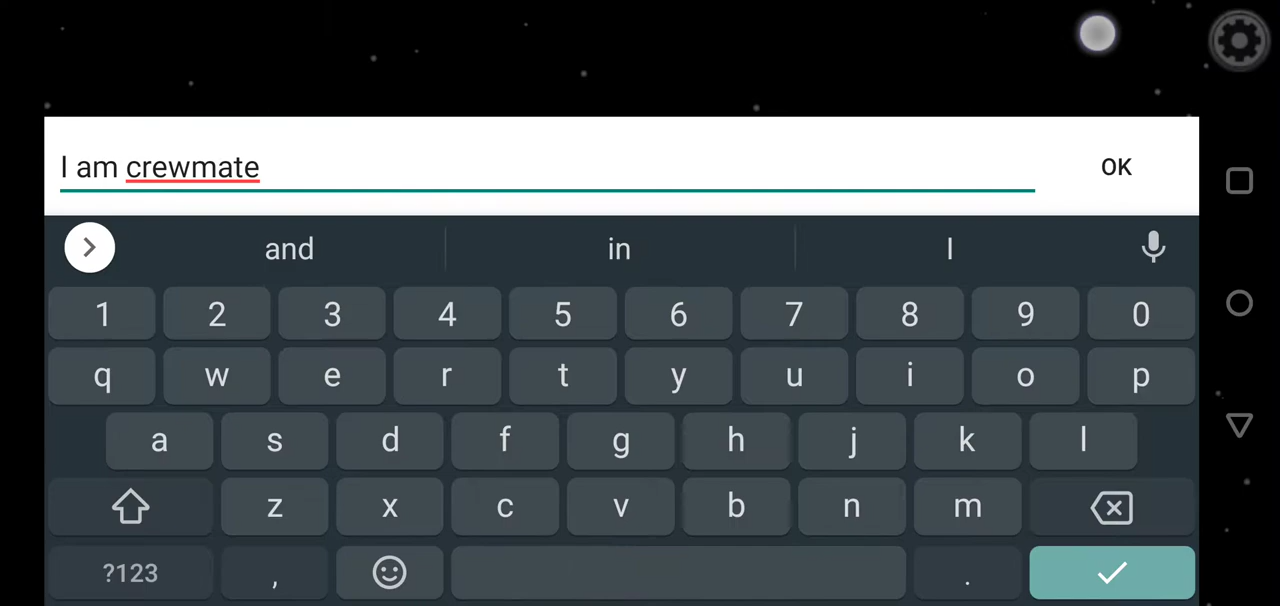 I am crewmate OK
and in I
1 2 3 4 5 6 7 8 9 0
q w e r t y u i o p
a s d f g h j k l
z x c v b n m
?123 , .